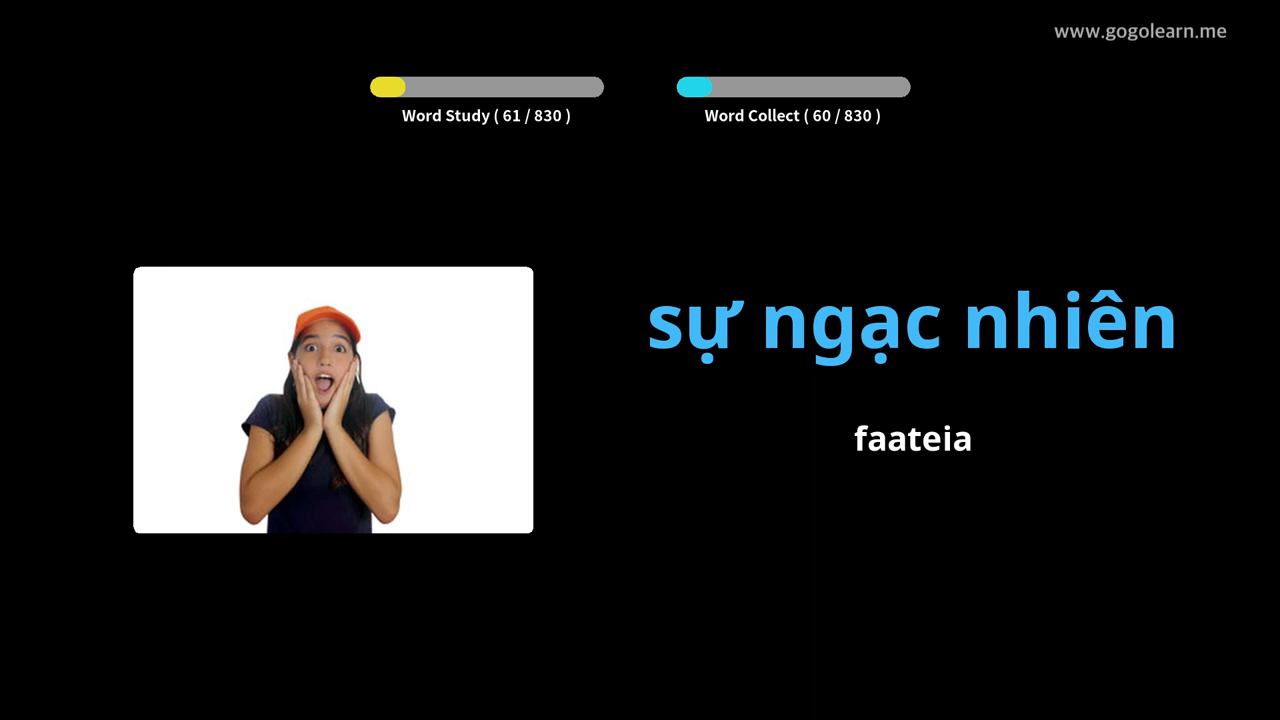 www.gogolearn.me
Word Study ( 61 / 830 )
Word Collect ( 60 / 830 )
sự ngạc nhiên
faateia